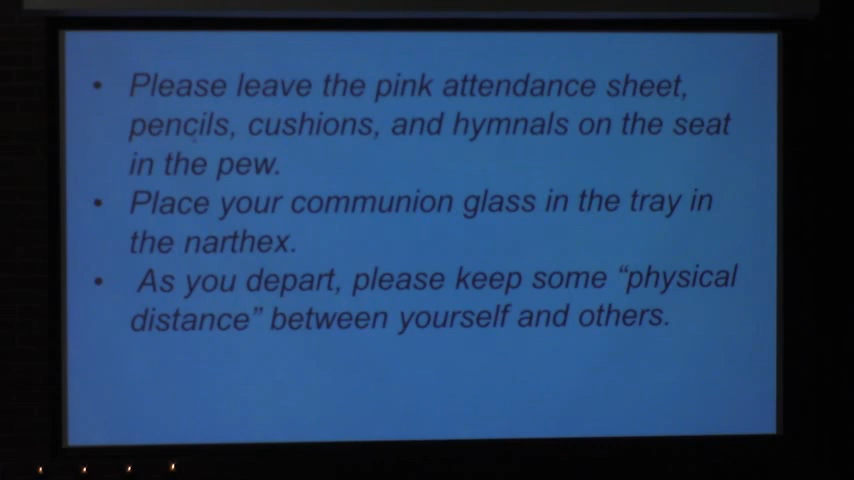 • Please leave the pink attendance sheet,
pencils, cushions, and hymnals on the seat
in the pew.
• Place your communion glass in the tray in
the narthex.
• As you depart, please keep some “physical
distance” between yourself and others.